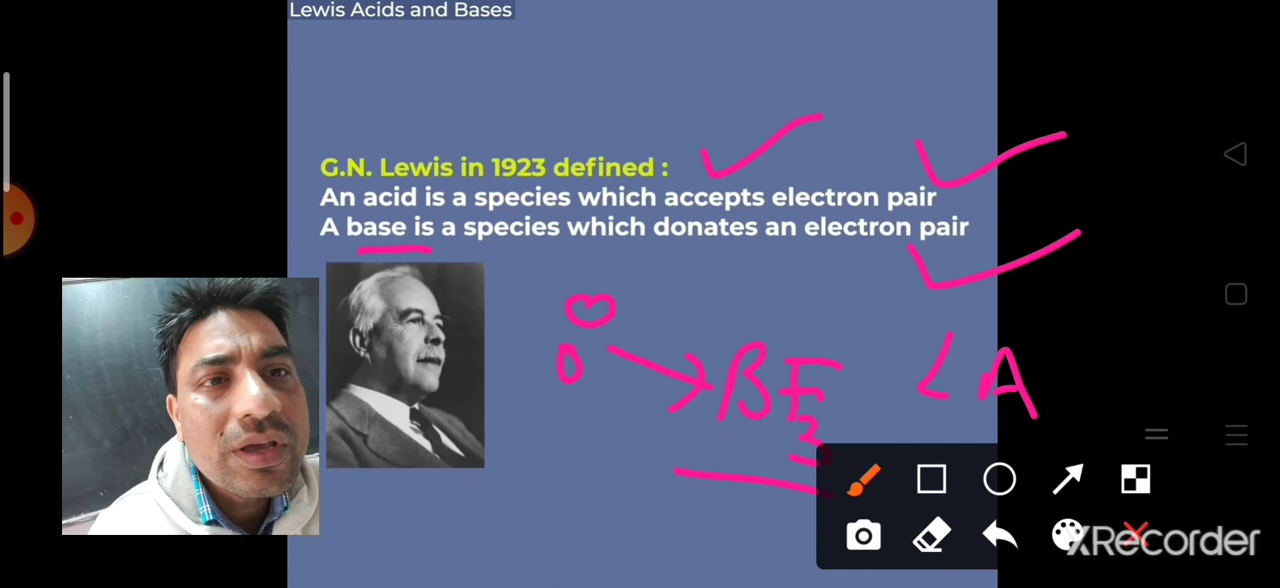 Lewis Acids and Bases
G.N. Lewis in 1923 defined :
An acid is a species which accepts electron pair
A base is a species which donates an electron pair
BF3
LA
XRecorder